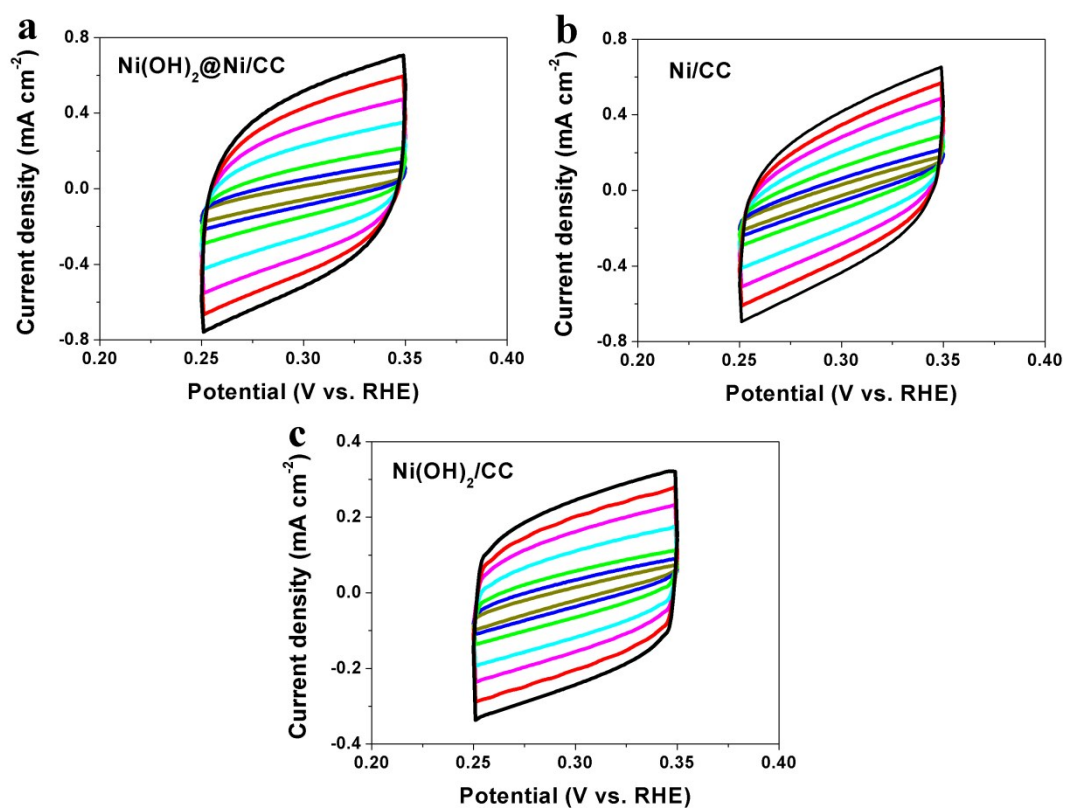 a
Ni(OH)2@Ni/CC
Current density (mA cm-2)
0.8
0.4
0.0
-0.4
-0.8
0.20
0.25
0.30
0.35
0.40
Potential (V vs. RHE)
b
Ni/CC
Current density (mA cm-2)
0.8
0.4
0.0
-0.4
-0.8
0.20
0.25
0.30
0.35
0.40
Potential (V vs. RHE)
c
Ni(OH)2/CC
Current density (mA cm-2)
0.4
0.2
0.0
-0.2
-0.4
0.20
0.25
0.30
0.35
0.40
Potential (V vs. RHE)